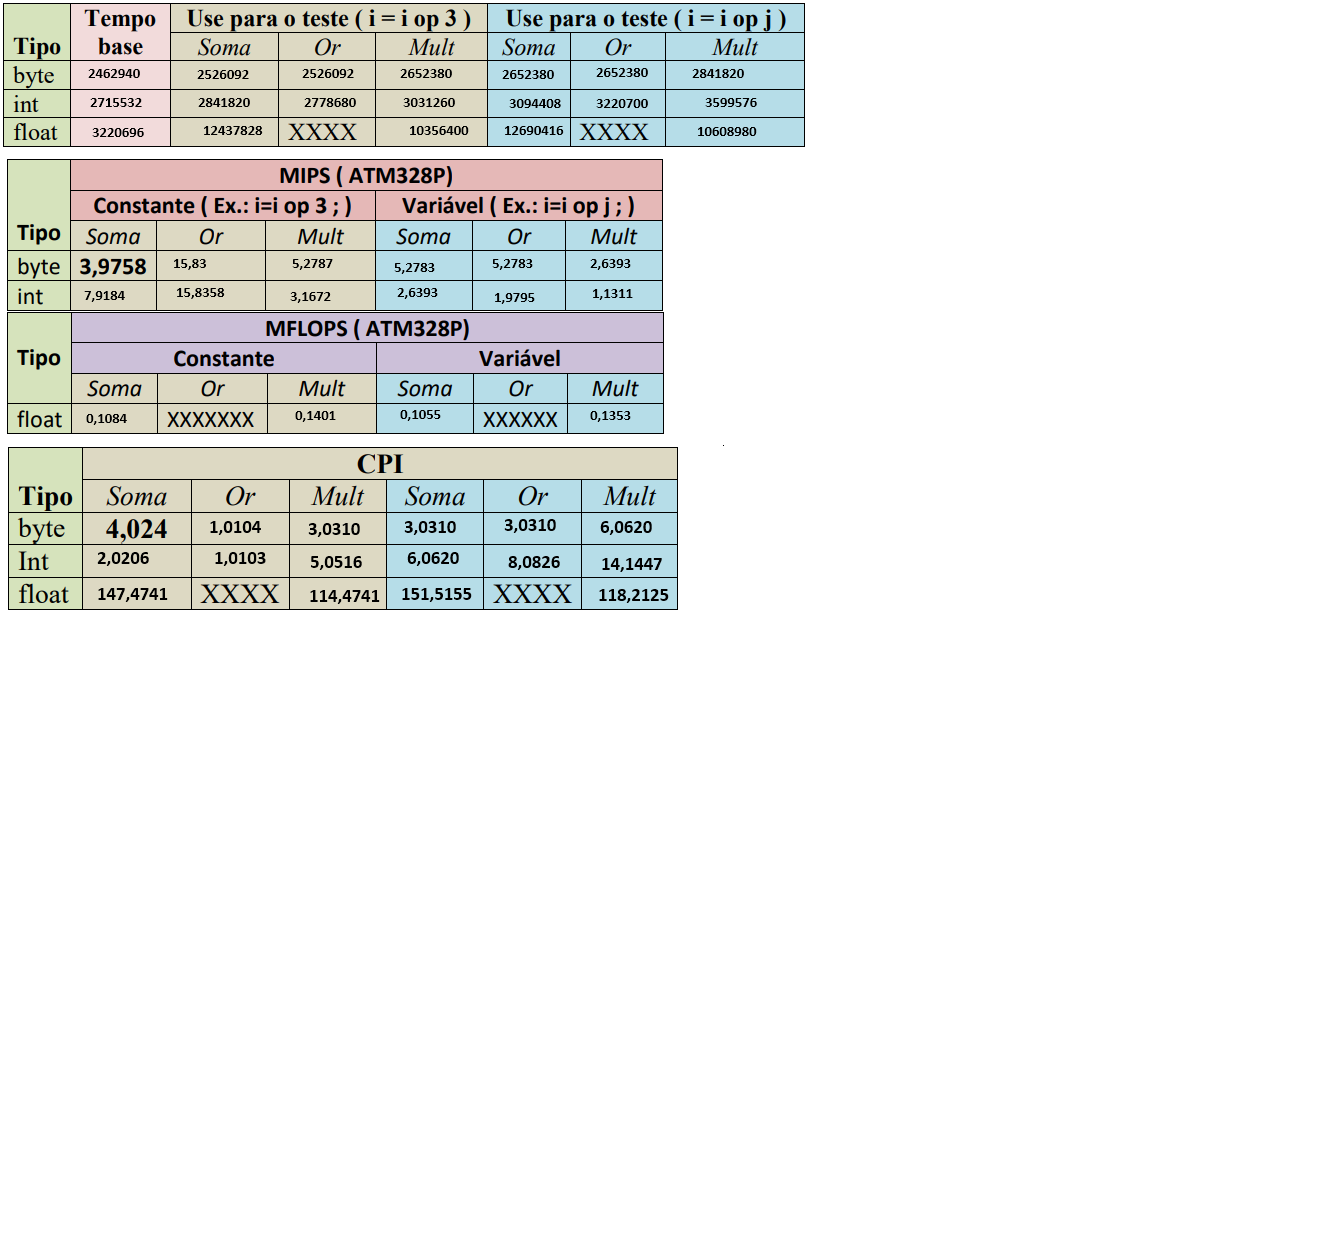 Tipo Tempo base Use para o teste ( i = i op 3 ) Use para o teste ( i = i op j )
Soma Or Mult Soma Or Mult
byte 2462940 2526092 2526092 2652380 2652380 2652380 2841820
int 2715532 2841820 2778680 3031260 3094408 3220700 3599576
float 3220696 12437828 XXXX 10356400 12690416 XXXX 10608980
MIPS ( ATM328P)
Constante ( Ex.: i=i op 3 ; ) Variável ( Ex.: i=i op j ; )
Tipo Soma Or Mult Soma Or Mult
byte 3,9758 15,83 5,2787 5,2783 5,2783 2,6393
int 7,9184 15,8358 3,1672 2,6393 1,9795 1,1311
MFLOPS ( ATM328P)
Tipo Constante Variável
Soma Or Mult Soma Or Mult
float 0,1084 XXXXXXX 0,1401 0,1055 XXXXXX 0,1353
CPI
Tipo Soma Or Mult Soma Or Mult
byte 4,024 1,0104 3,0310 3,0310 3,0310 6,0620
Int 2,0206 1,0103 5,0516 6,0620 8,0826 14,1447
float 147,4741 XXXX 114,4741 151,5155 XXXX 118,2125